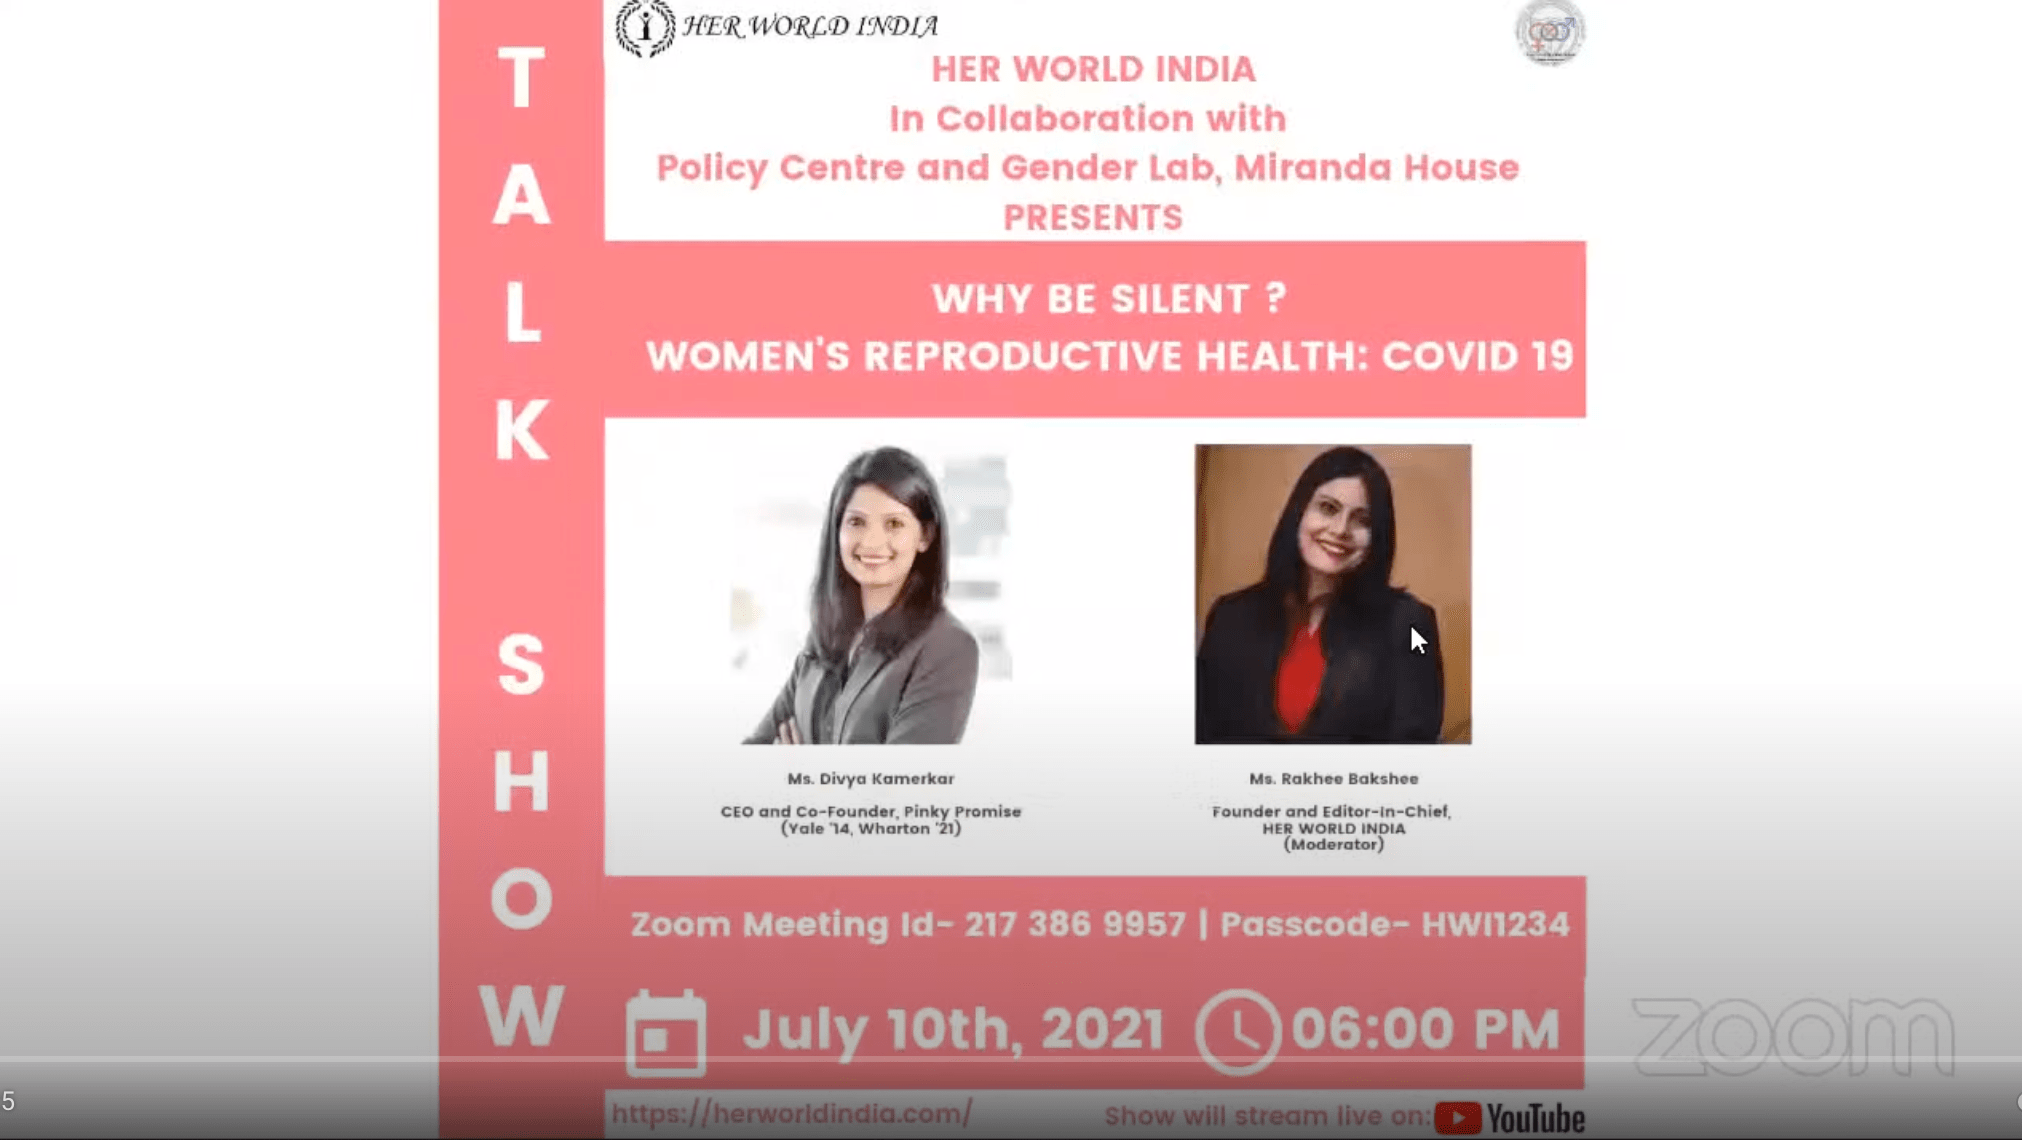 TALK SHOW
HER WORLD INDIA
HER WORLD INDIA
In Collaboration with
Policy Centre and Gender Lab, Miranda House
PRESENTS
WHY BE SILENT ?
WOMEN'S REPRODUCTIVE HEALTH: COVID 19
Ms. Divya Kamerkar
CEO and Co-Founder, Pinky Promise
(Yale '14, Wharton '21)
Ms. Rakhee Bakshee
Founder and Editor-In-Chief,
HER WORLD INDIA
(Moderator)
Zoom Meeting Id- 217 386 9957 | Passcode- HWI1234
July 10th, 2021 06:00 PM
zoom
https://herworldindia.com/ Show will stream live on: YouTube
5